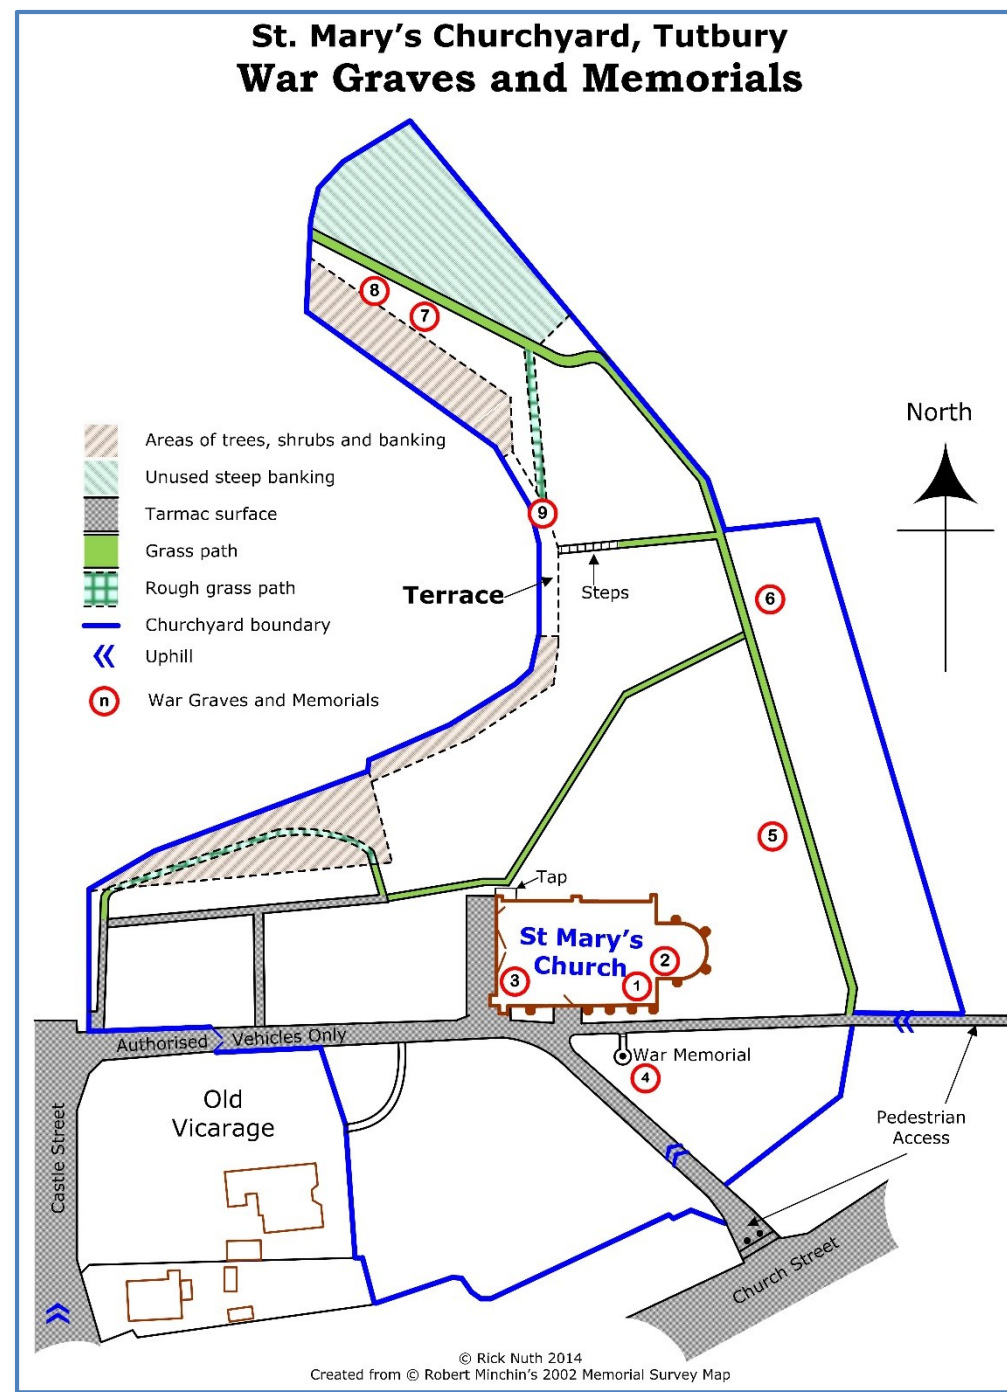 St. Mary's Churchyard, Tutbury
War Graves and Memorials
8
7
North
Areas of trees, shrubs and banking
Unused steep banking
Tarmac surface
Grass path
Rough grass path
Churchyard boundary
Uphill
n War Graves and Memorials
9
Terrace
Steps
6
5
Tap
St Mary's
Church
2
3
1
Authorised Vehicles Only
War Memorial
4
Old
Vicarage
Pedestrian
Access
Castle Street
Church Street
© Rick Nuth 2014
Created from © Robert Minchin's 2002 Memorial Survey Map